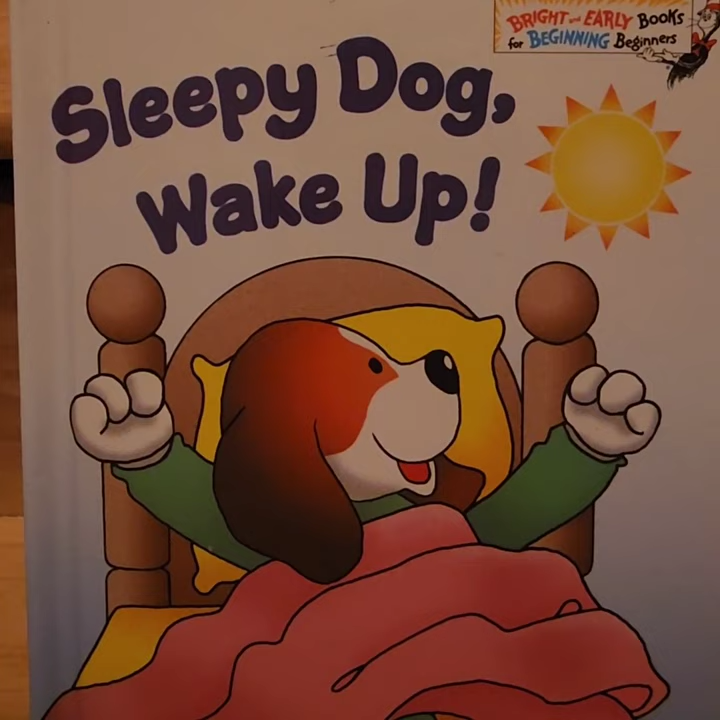 BRIGHT and EARLY Books
for BEGINNING Beginners
Sleepy Dog,
Wake Up!